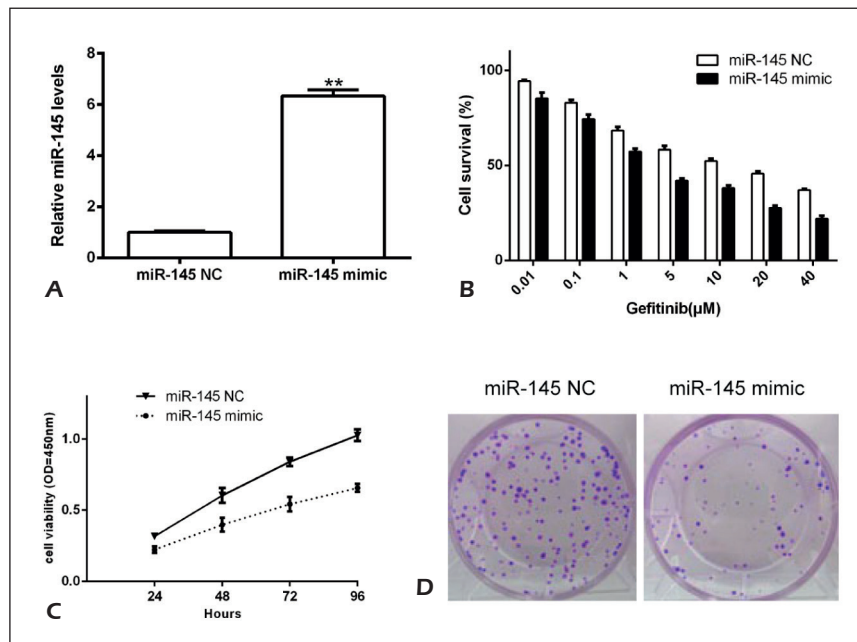 8
6
4
2
0
Relative miR-145 levels
**
miR-145 NC
miR-145 mimic
A
miR-145 NC
miR-145 mimic
100
50
0
Cell survival (%)
0.01
0.1
1
5
10
20
40
Gefitinib(μM)
B
miR-145 NC
miR-145 mimic
1.0
0.5
0.0
cell viability (OD=450nm)
24
48
72
96
Hours
C
miR-145 NC
miR-145 mimic
D